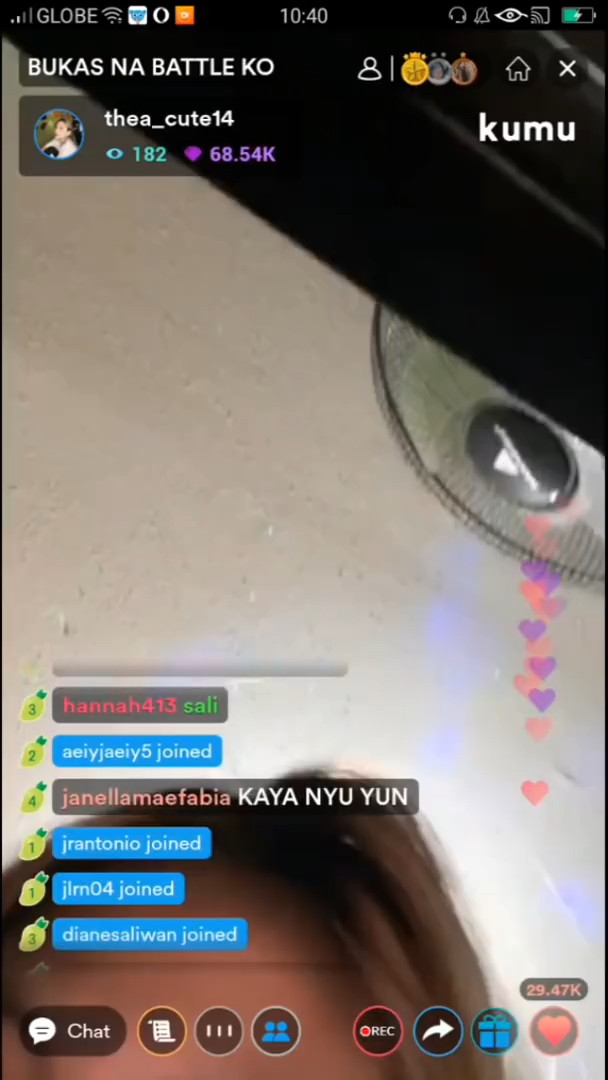 GLOBE 10:40
BUKAS NA BATTLE KO
thea_cute14
182 68.54K
kumu
3 hannah413 sali
2 aeiyjaeiy5 joined
4 janellamaefabia KAYA NYU YUN
1 jrantonio joined
1 jlrn04 joined
3 dianesaliwan joined
29.47K
Chat
REC